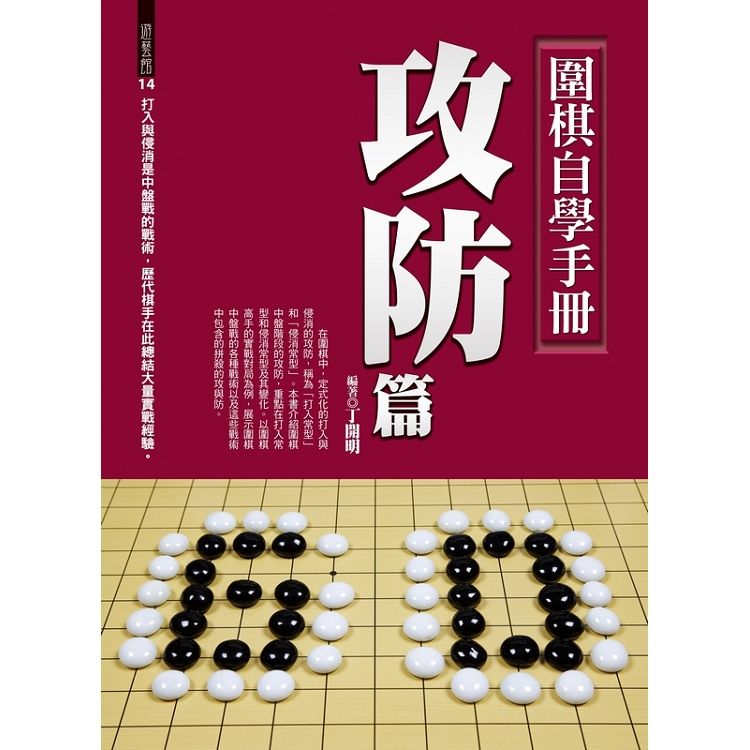 圍棋自學手冊
攻防篇
編著◎丁開明
在圍棋中，定式化的打入與
侵消的攻防，稱為「打入常型」
和「侵消常型」。本書介紹圍棋
中盤階段的攻防，重點在打入常
型和侵消常型及其變化。以圍棋
高手的實戰對局為例，展示圍棋
中盤戰的各種戰術以及這些戰術
中包含的拼殺的攻與防。
遊藝館
14
打入與侵消是中盤戰的戰術，歷代棋手在此總結大量實戰經驗。